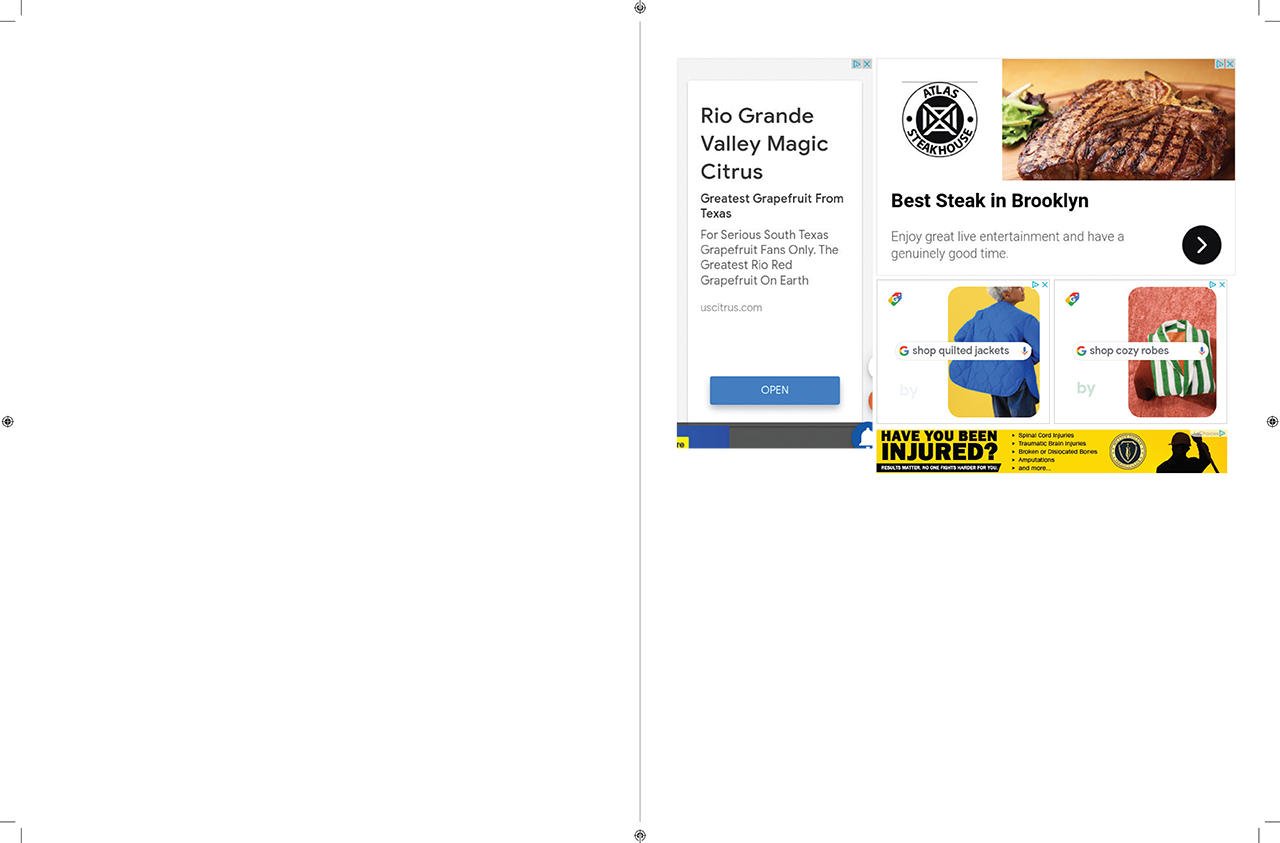 Rio Grande
Valley Magic
Citrus
Greatest Grapefruit From
Texas
For Serious South Texas
Grapefruit Fans Only. The
Greatest Rio Red
Grapefruit On Earth
uscitrus.com
OPEN
re
ATLAS
STEAKHOUSE
Best Steak in Brooklyn
Enjoy great live entertainment and have a
genuinely good time.
shop quilted jackets
by
shop cozy robes
by
HAVE YOU BEEN
INJURED?
RESULTS MATTER. NO ONE FIGHTS HARDER FOR YOU.
Spinal Cord Injuries
Traumatic Brain Injuries
Broken or Dislocated Bones
Amputations
and more...